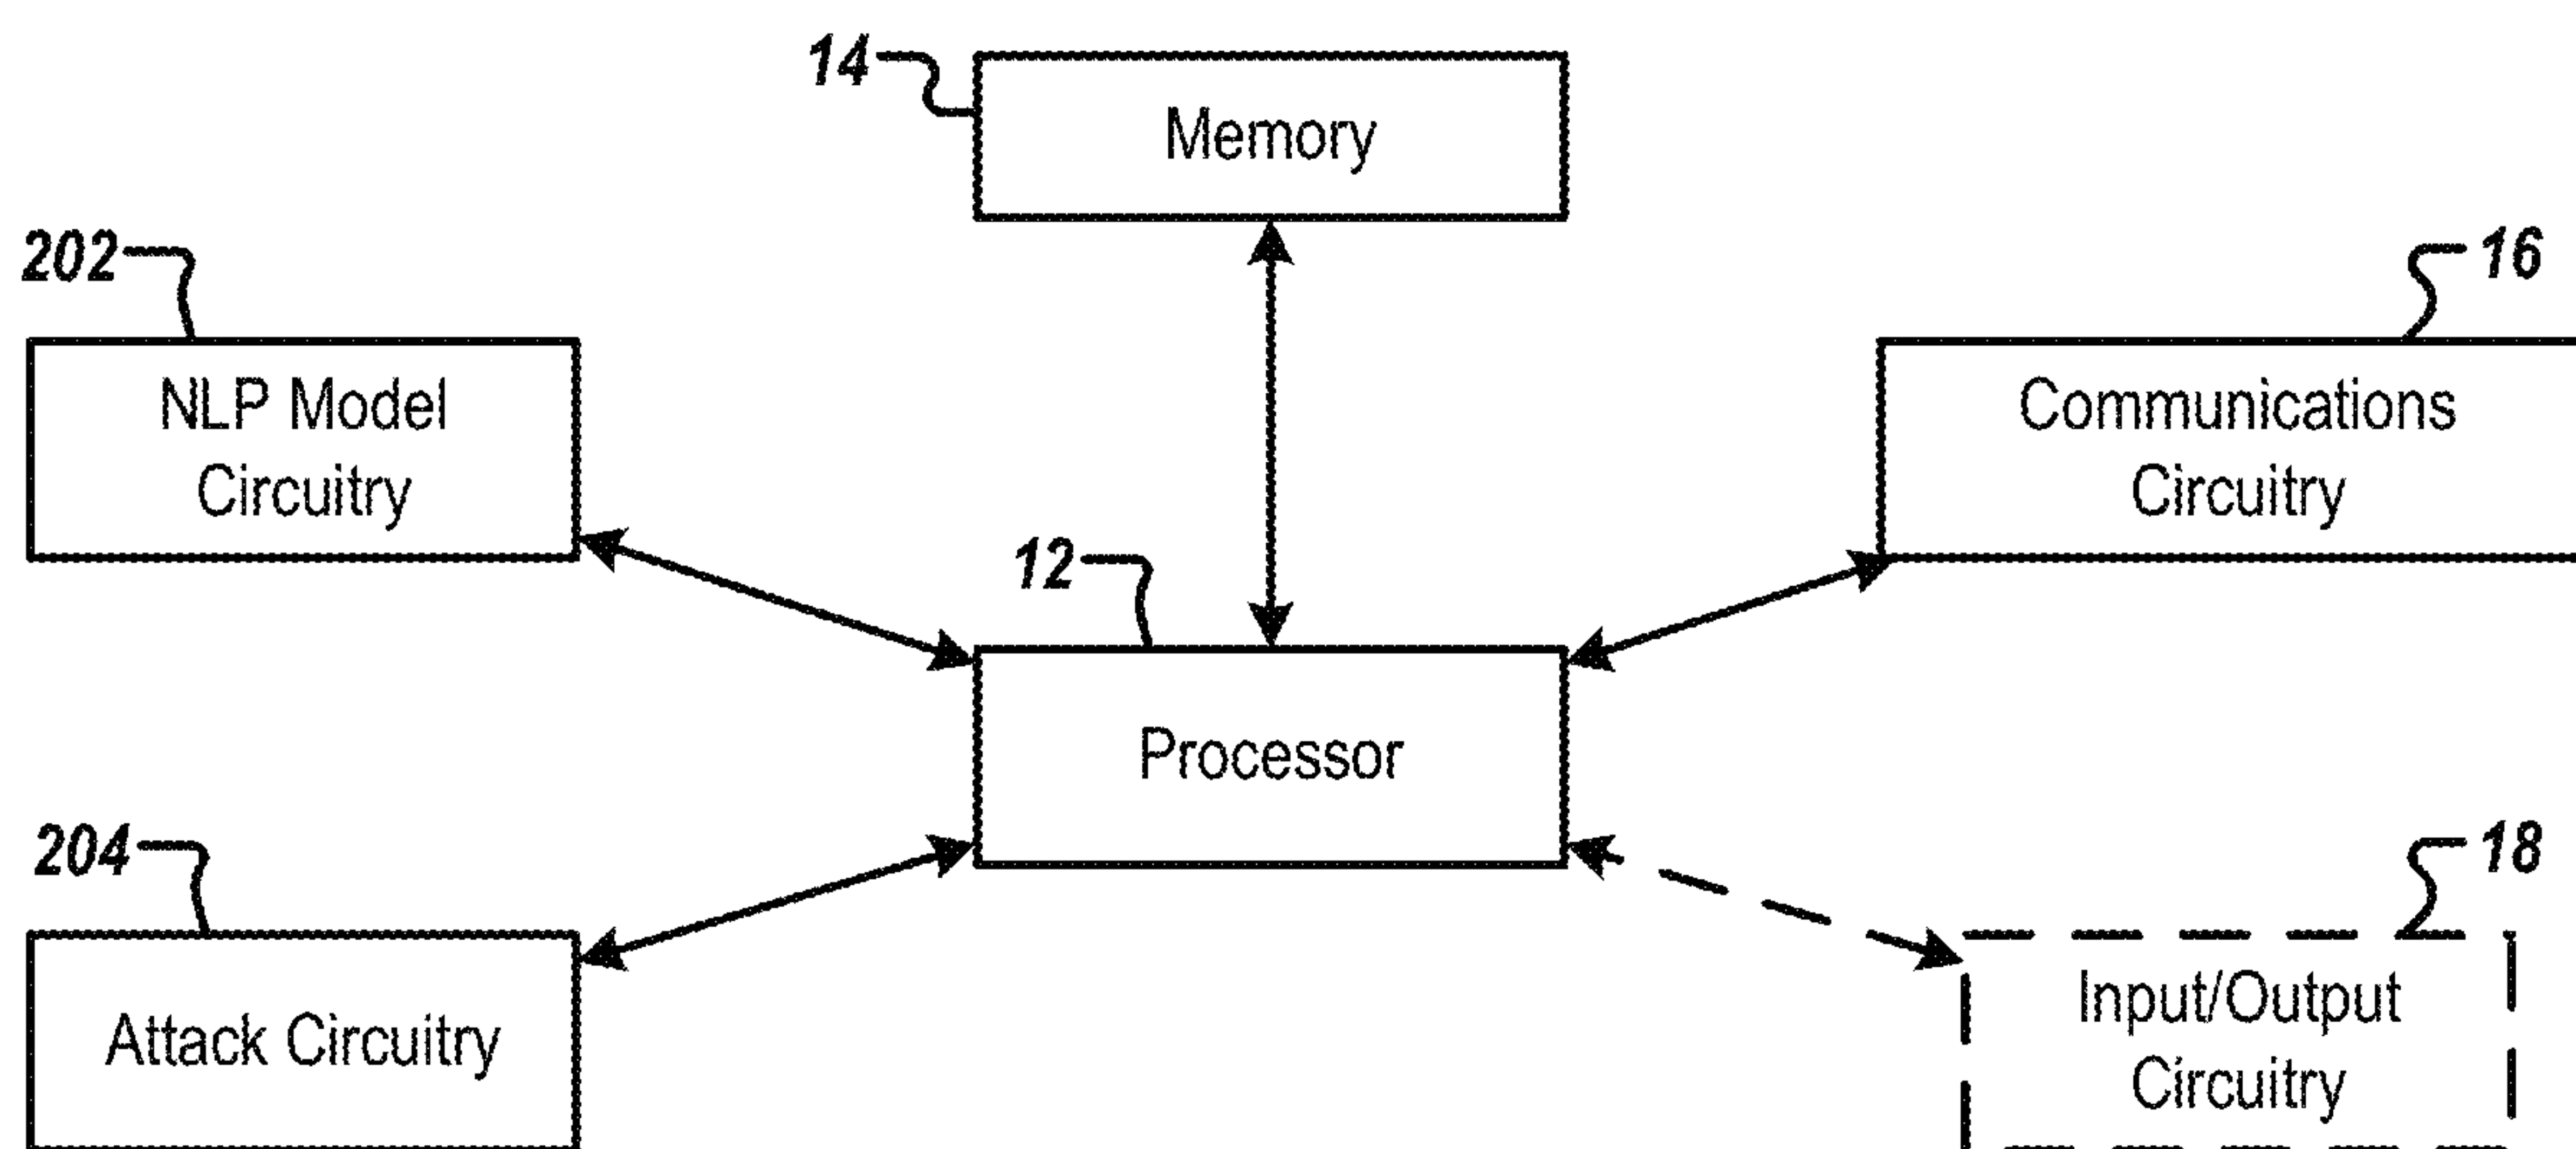 14
Memory
202
16
NLP Model
Circuitry
Communications
Circuitry
12
Processor
204
18
Attack Circuitry
Input/Output
Circuitry